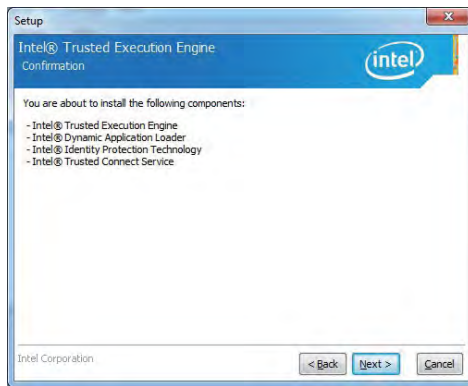 Setup
Intel® Trusted Execution Engine
Confirmation
intel
You are about to install the following components:
- Intel® Trusted Execution Engine
- Intel® Dynamic Application Loader
- Intel® Identity Protection Technology
- Intel® Trusted Connect Service
Intel Corporation
< Back Next > Cancel